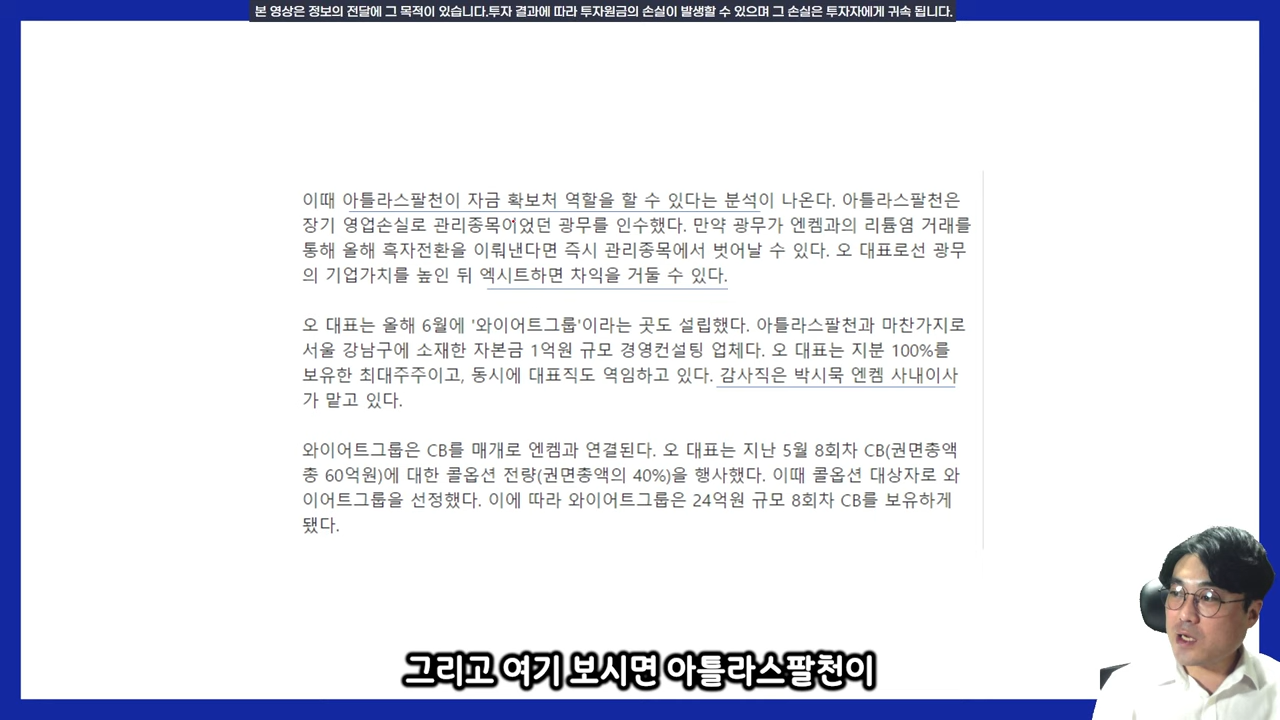 본 영상은 정보의 전달에 그 목적이 있습니다.투자 결과에 따라 투자원금의 손실이 발생할 수 있으며 그 손실은 투자자에게 귀속 됩니다.
이때 아틀라스팔천이 자금 확보처 역할을 할 수 있다는 분석이 나온다. 아틀라스팔천은
장기 영업손실로 관리종목이었던 광무를 인수했다. 만약 광무가 엔켐과의 리튬염 거래를
통해 올해 흑자전환을 이뤄낸다면 즉시 관리종목에서 벗어날 수 있다. 오 대표로선 광무
의 기업가치를 높인 뒤 엑시트하면 차익을 거둘 수 있다.
오 대표는 올해 6월에 '와이어트그룹'이라는 곳도 설립했다. 아틀라스팔천과 마찬가지로
서울 강남구에 소재한 자본금 1억원 규모 경영컨설팅 업체다. 오 대표는 지분 100%를
보유한 최대주주이고, 동시에 대표직도 역임하고 있다. 감사직은 박시묵 엔켐 사내이사
가 맡고 있다.
와이어트그룹은 CB를 매개로 엔켐과 연결된다. 오 대표는 지난 5월 8회차 CB(권면총액
총 60억원)에 대한 콜옵션 전량(권면총액의 40%)을 행사했다. 이때 콜옵션 대상자로 와
이어트그룹을 선정했다. 이에 따라 와이어트그룹은 24억원 규모 8회차 CB를 보유하게
됐다.
그리고 여기 보시면 아틀라스팔천이